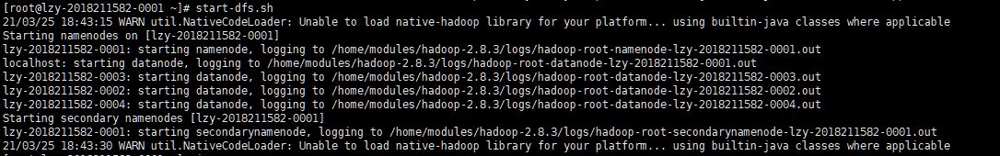 [root@lzy-2018211582-0001 ~]# start-dfs.sh
21/03/25 18:43:15 WARN util.NativeCodeLoader: Unable to load native-hadoop library for your platform... using builtin-java classes where applicable
Starting namenodes on [lzy-2018211582-0001]
lzy-2018211582-0001: starting namenode, logging to /home/modules/hadoop-2.8.3/logs/hadoop-root-namenode-lzy-2018211582-0001.out
localhost: starting datanode, logging to /home/modules/hadoop-2.8.3/logs/hadoop-root-datanode-lzy-2018211582-0001.out
lzy-2018211582-0003: starting datanode, logging to /home/modules/hadoop-2.8.3/logs/hadoop-root-datanode-lzy-2018211582-0003.out
lzy-2018211582-0002: starting datanode, logging to /home/modules/hadoop-2.8.3/logs/hadoop-root-datanode-lzy-2018211582-0002.out
lzy-2018211582-0004: starting datanode, logging to /home/modules/hadoop-2.8.3/logs/hadoop-root-datanode-lzy-2018211582-0004.out
Starting secondary namenodes [lzy-2018211582-0001]
lzy-2018211582-0001: starting secondarynamenode, logging to /home/modules/hadoop-2.8.3/logs/hadoop-root-secondarynamenode-lzy-2018211582-0001.out
21/03/25 18:43:30 WARN util.NativeCodeLoader: Unable to load native-hadoop library for your platform... using builtin-java classes where applicable